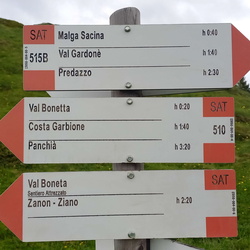 SAT Malga Sacina h 0:40
515B Val Gardonè h 1:40
Predazzo h 2:30
Val Bonetta h 0:20 SAT
Costa Garbione h 1:40 510
Panchià h 3:20
Val Boneta SAT
Sentiero Attrezzato
Zanon - Ziano h 2:20